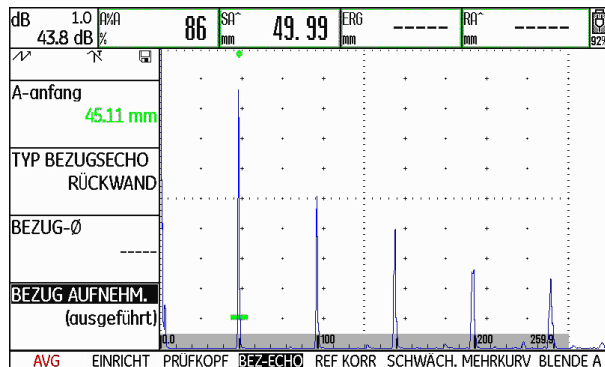 dB 1.0
43.8 dB
A%A % 86
SA^ mm 49.99
ERG mm -----
RA^ mm -----
92%
A-anfang
45.11 mm
TYP BEZUGSECHO
RÜCKWAND
BEZUG-Ø
-----
BEZUG AUFNEHM.
(ausgeführt)
0.0 100 200 259.9
AVG EINRICHT PRÜFKOPF BEZ-ECHO REF KORR SCHWÄCH. MEHRKURV BLENDE A